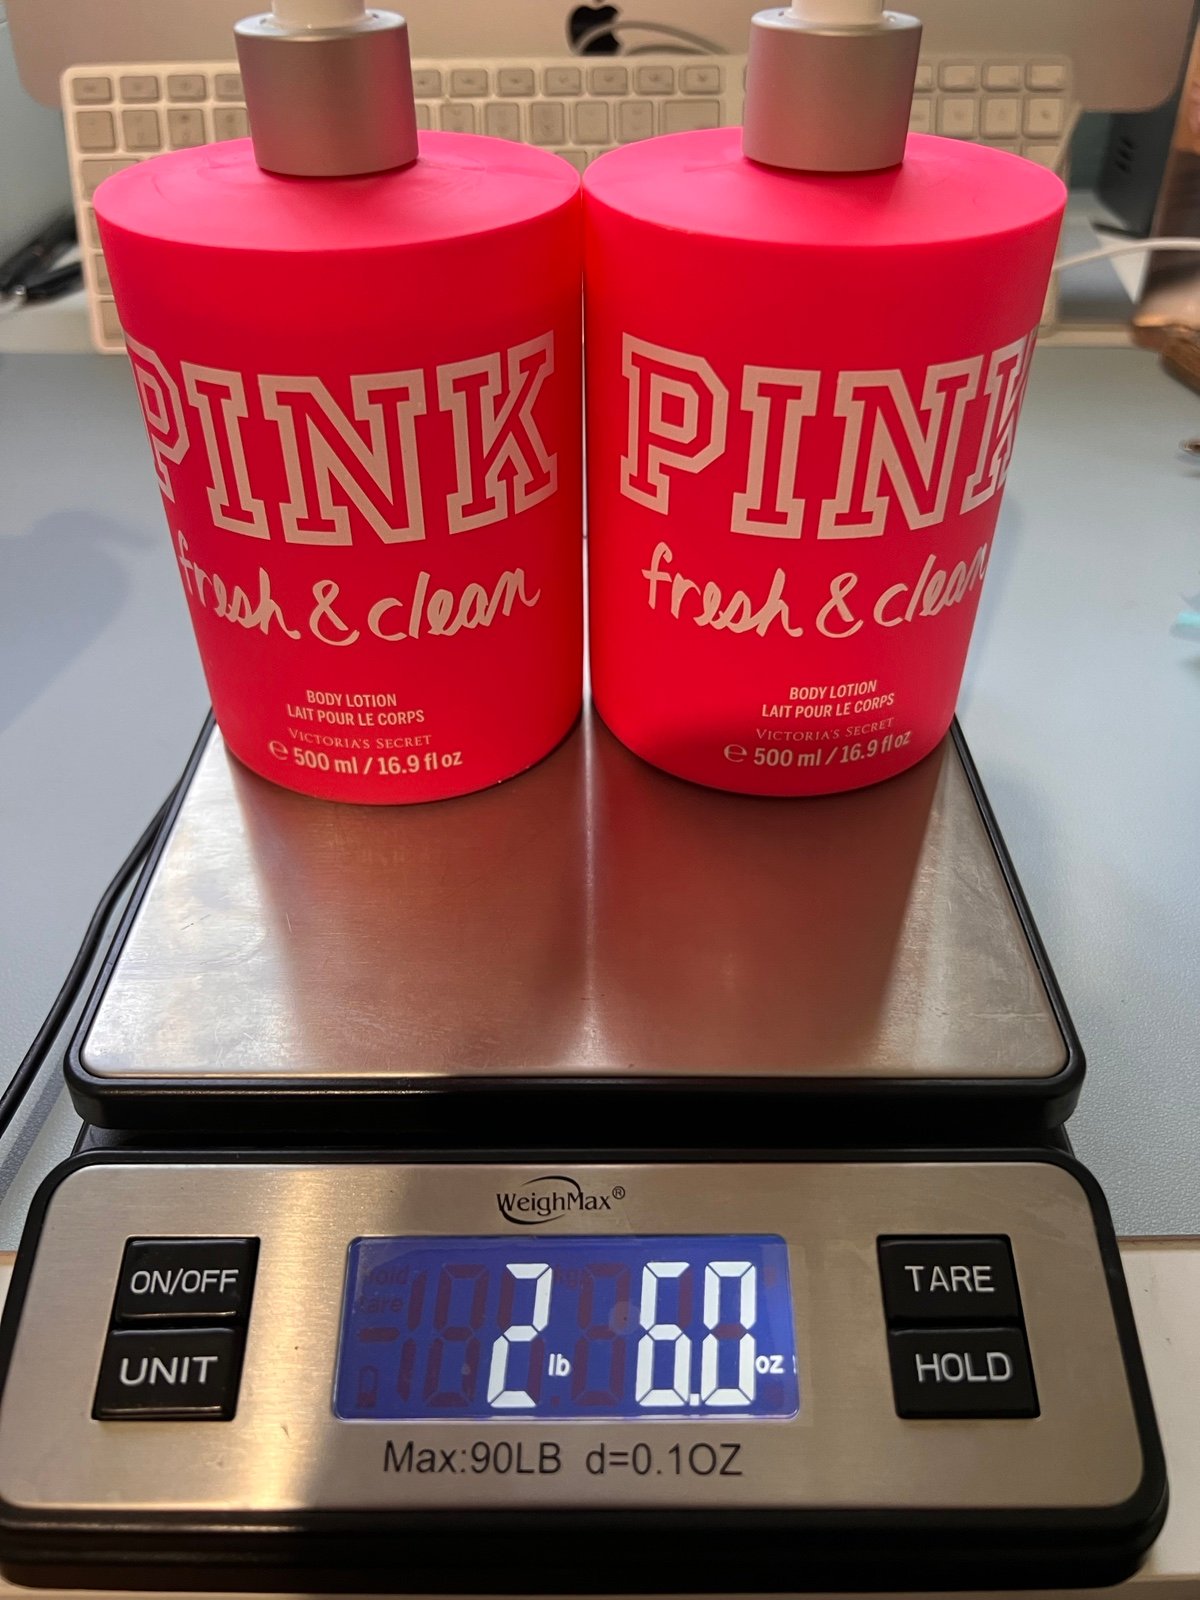 PINK
fresh & clean
BODY LOTION
LAIT POUR LE CORPS
VICTORIA'S SECRET
℮ 500 ml / 16.9 fl oz
PINK
fresh & clean
BODY LOTION
LAIT POUR LE CORPS
VICTORIA'S SECRET
℮ 500 ml / 16.9 fl oz
WeighMax®
ON/OFF
UNIT
2 lb 6.0 oz
TARE
HOLD
Max:90LB d=0.1OZ